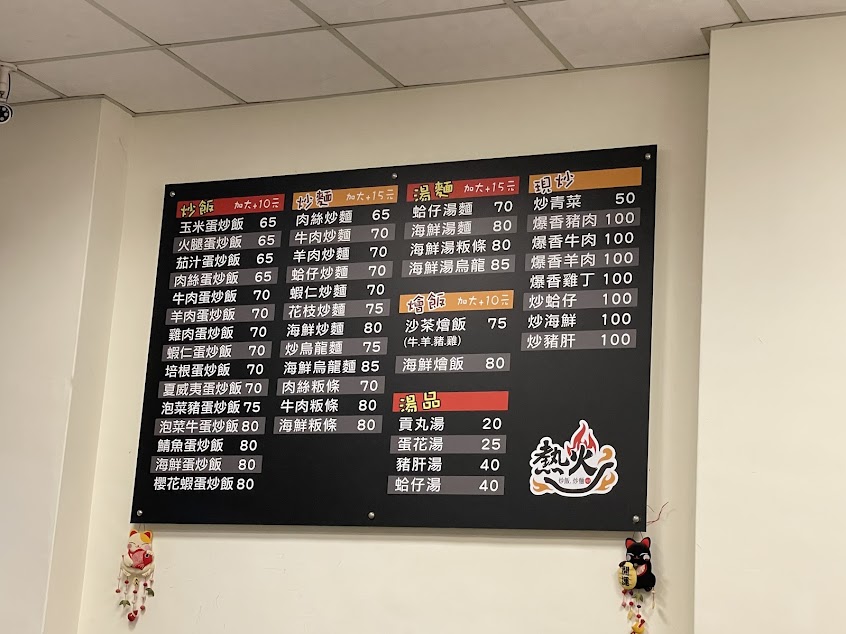 炒飯 加大+10元
玉米蛋炒飯 65
火腿蛋炒飯 65
茄汁蛋炒飯 65
肉絲蛋炒飯 65
牛肉蛋炒飯 70
羊肉蛋炒飯 70
雞肉蛋炒飯 70
蝦仁蛋炒飯 70
培根蛋炒飯 70
夏威夷蛋炒飯 70
泡菜豬蛋炒飯 75
泡菜牛蛋炒飯 80
鯖魚蛋炒飯 80
海鮮蛋炒飯 80
櫻花蝦蛋炒飯 80
炒麵 加大+15元
肉絲炒麵 65
牛肉炒麵 70
羊肉炒麵 70
蛤仔炒麵 70
蝦仁炒麵 70
花枝炒麵 75
海鮮炒麵 80
炒烏龍麵 75
海鮮烏龍麵 85
肉絲粄條 70
牛肉粄條 80
海鮮粄條 80
湯麵 加大+15元
蛤仔湯麵 70
海鮮湯麵 80
海鮮湯粄條 80
海鮮湯烏龍 85
燴飯 加大+10元
沙茶燴飯 75
(牛.羊.豬.雞)
海鮮燴飯 80
湯品
貢丸湯 20
蛋花湯 25
豬肝湯 40
蛤仔湯 40
現炒
炒青菜 50
爆香豬肉 100
爆香牛肉 100
爆香羊肉 100
爆香雞丁 100
炒蛤仔 100
炒海鮮 100
炒豬肝 100
熱火
炒飯.炒麵
開運